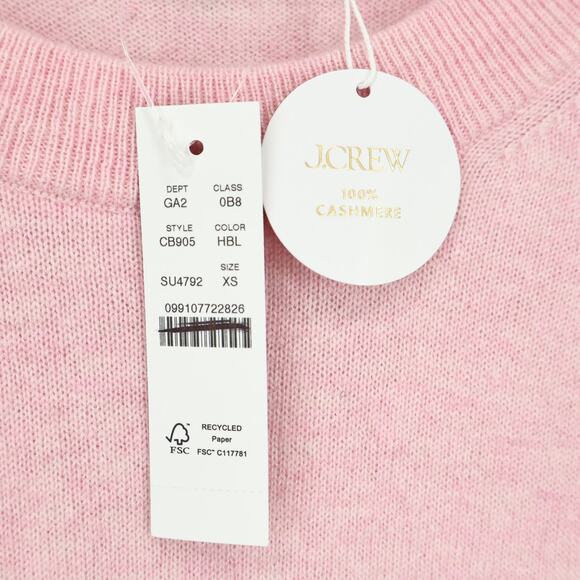 DEPT CLASS
GA2 0B8
STYLE COLOR
CB905 HBL
SIZE
SU4792 XS
099107722826
FSC
RECYCLED
Paper
FSC™ C117781
J.CREW
100%
CASHMERE